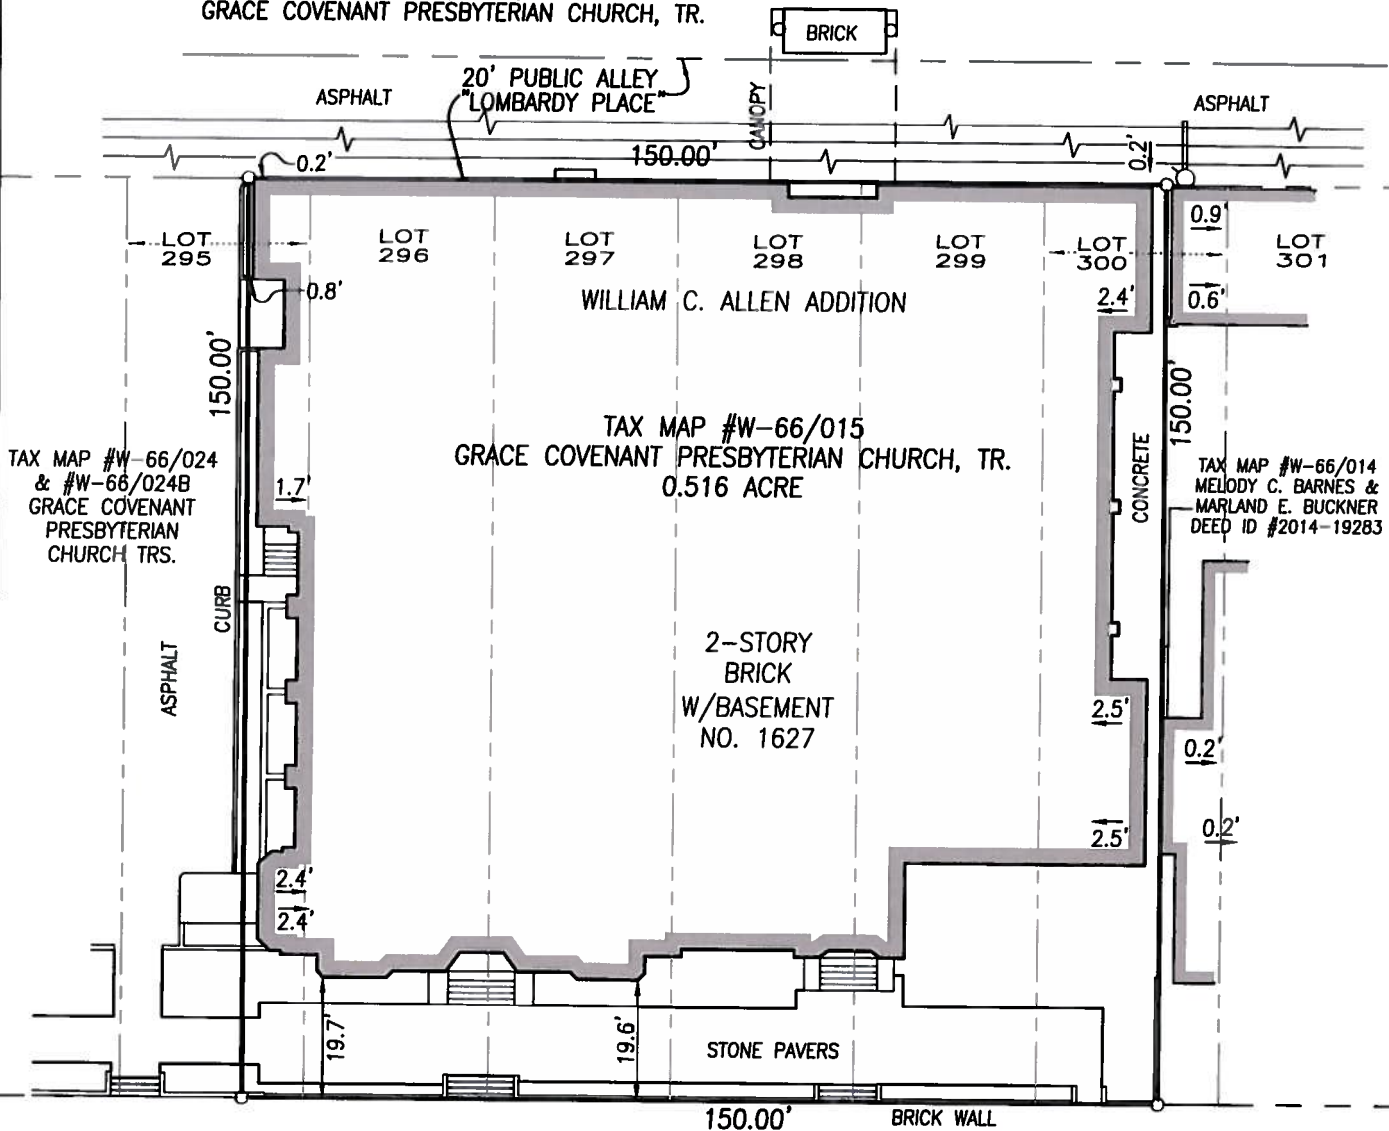 GRACE COVENANT PRESBYTERIAN CHURCH, TR.
BRICK
20' PUBLIC ALLEY
"LOMBARDY PLACE"
ASPHALT
CANOPY
ASPHALT
0.2'
150.00'
0.2'
LOT
295
LOT
296
LOT
297
LOT
298
LOT
299
LOT
300
0.9'
LOT
301
0.8'
WILLIAM C. ALLEN ADDITION
2.4'
0.6'
150.00'
150.00'
TAX MAP #W-66/015
GRACE COVENANT PRESBYTERIAN CHURCH, TR.
0.516 ACRE
TAX MAP #W-66/024
& #W-66/024B
GRACE COVENANT
PRESBYTERIAN
CHURCH TRS.
1.7'
CONCRETE
TAX MAP #W-66/014
MELODY C. BARNES &
MARLAND E. BUCKNER
DEED ID #2014-19283
CURB
ASPHALT
2-STORY
BRICK
W/BASEMENT
NO. 1627
2.5'
0.2'
2.5'
0.2'
2.4'
2.4'
19.7'
19.6'
STONE PAVERS
150.00'
BRICK WALL